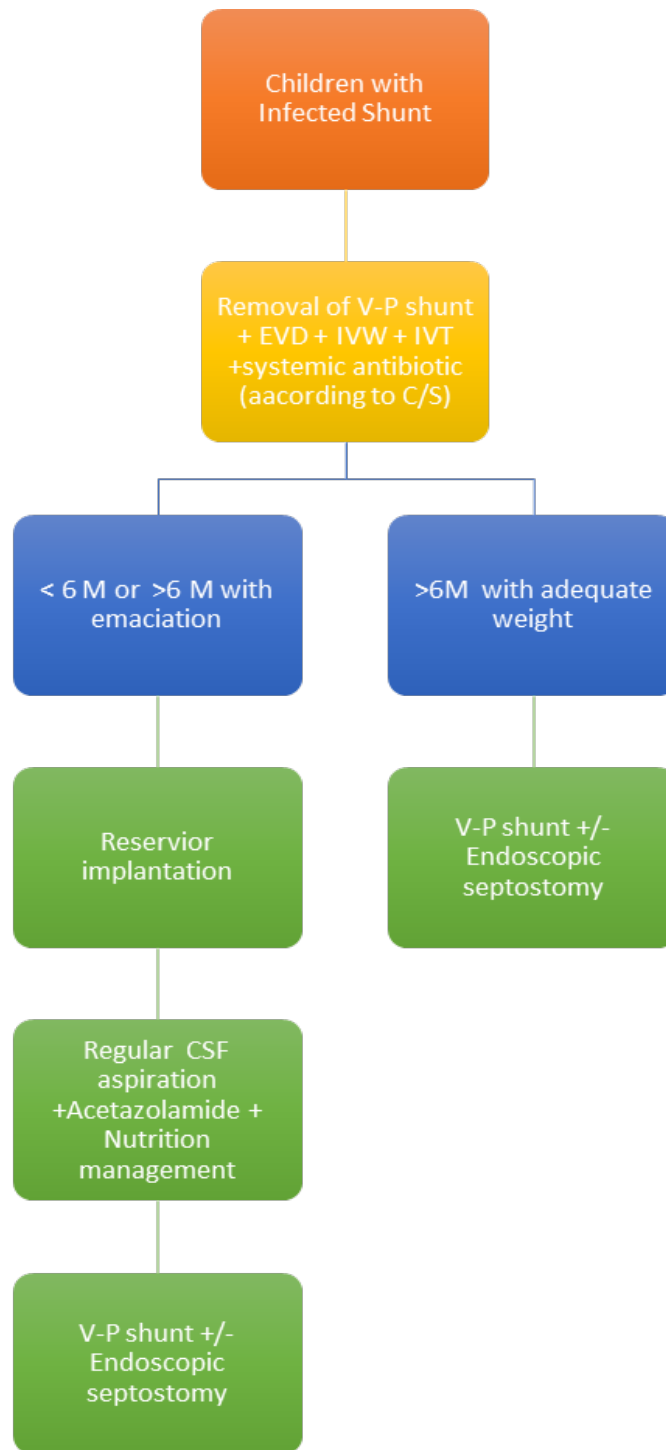 Children with
Infected Shunt
Removal of V-P shunt
+ EVD + IVW + IVT
+systemic antibiotic
(aacording to C/S)
< 6 M or >6 M with
emaciation
>6M with adequate
weight
Reservior
implantation
V-P shunt +/-
Endoscopic
septostomy
Regular CSF
aspiration
+Acetazolamide +
Nutrition
management
V-P shunt +/-
Endoscopic
septostomy